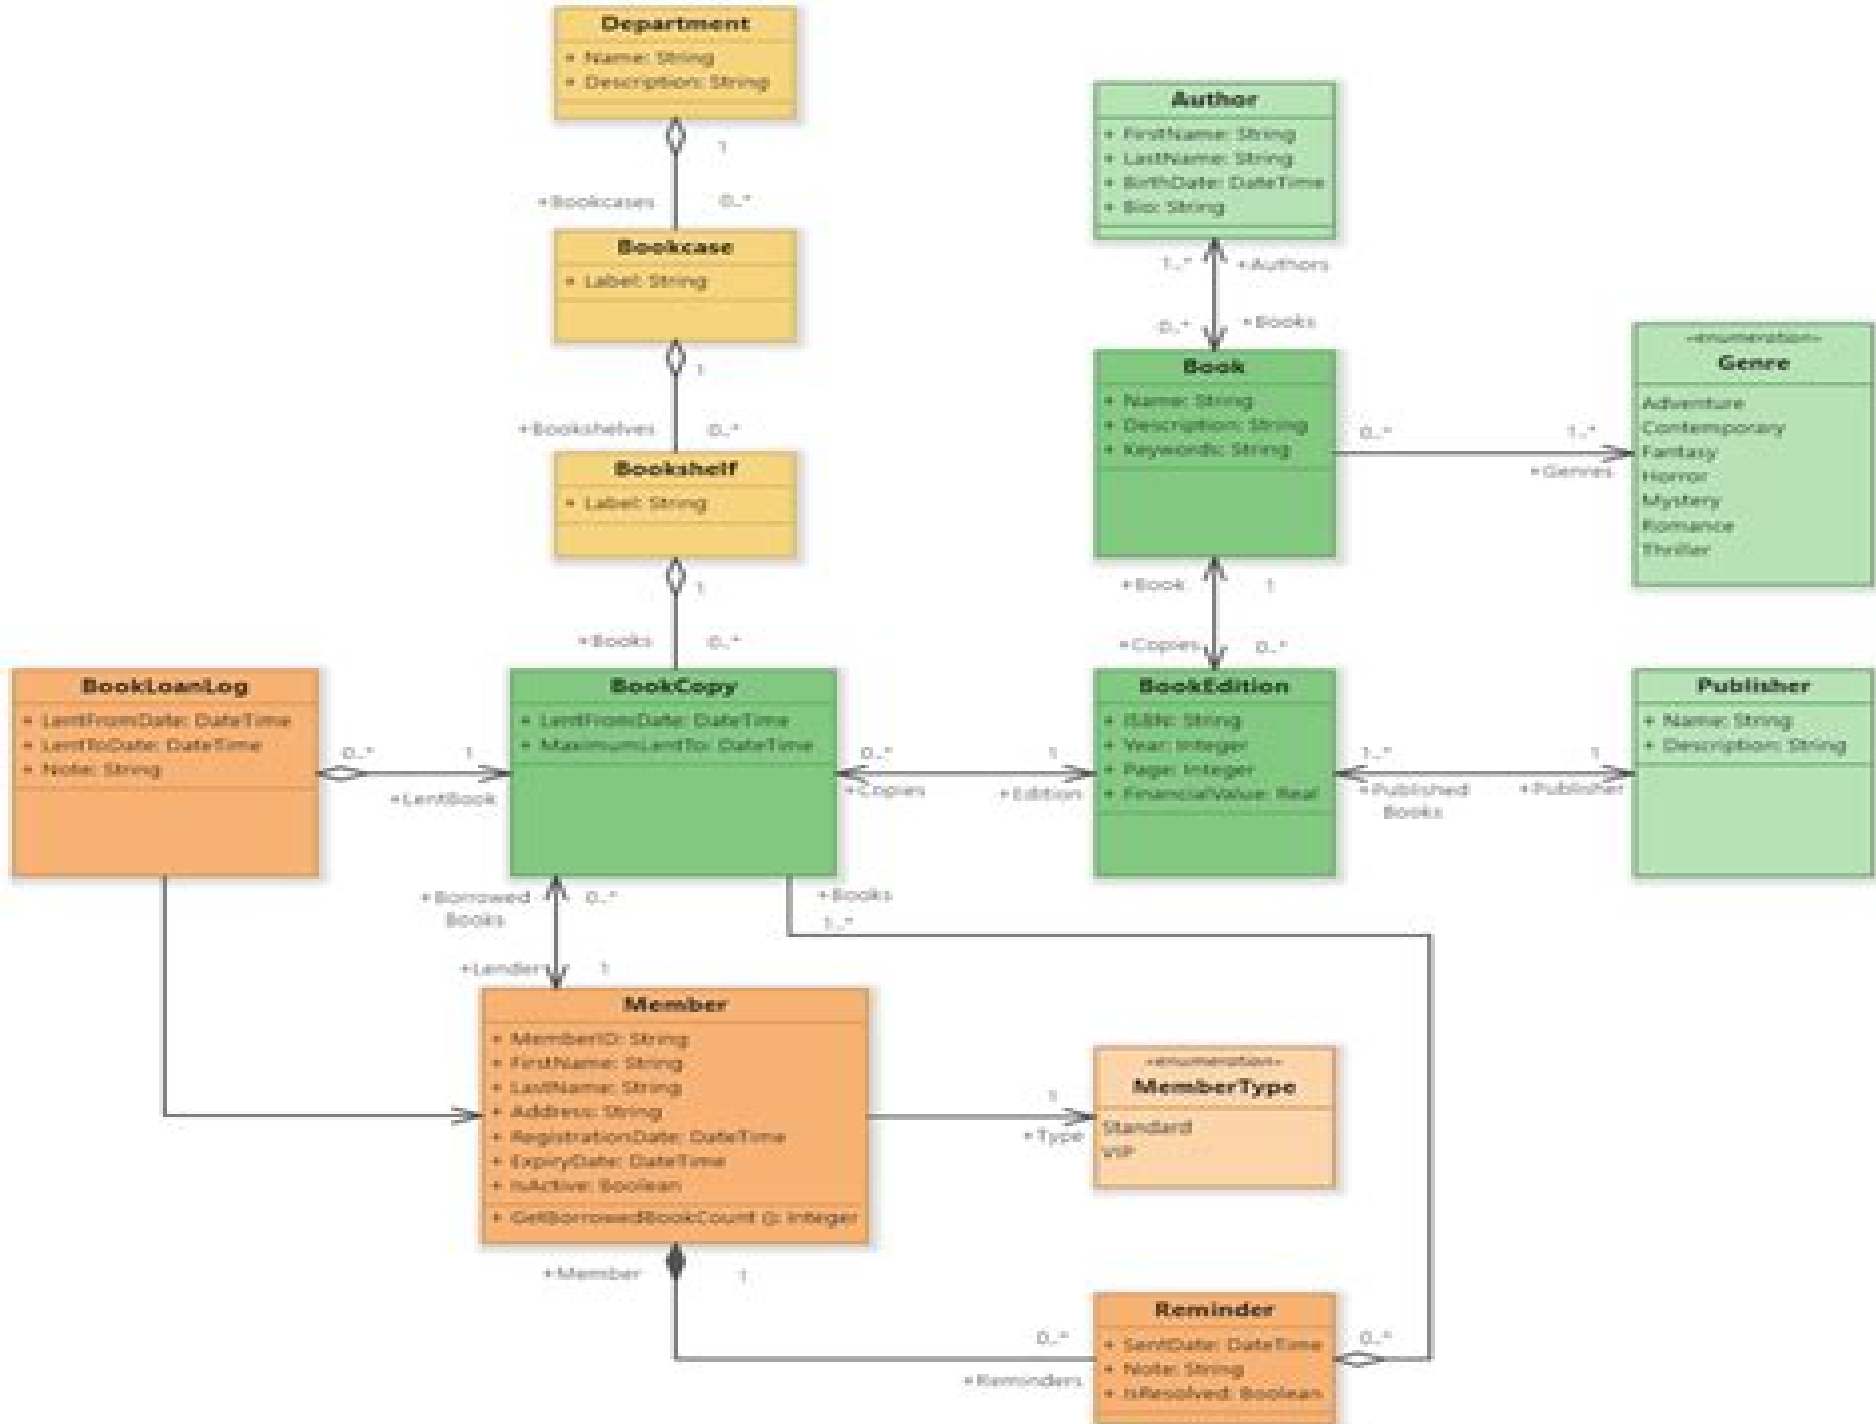 Department
+ Name: String
+ Description: String
1
+Bookcases
0..*
Bookcase
+ Label: String
1
+Bookshelves
0..*
Bookshelf
+ Label: String
1
+Books
0..*
Author
+ FirstName: String
+ LastName: String
+ BirthDate: DateTime
+ Bio: String
1..*
+Authors
0..*
+Books
Book
+ Name: String
+ Description: String
+ Keywords: String
0..*
1..*
+Genres
«enumeration»
Genre
Adventure
Contemporary
Fantasy
Horror
Mystery
Romance
Thriller
+Book
1
+Copies
0..*
BookLoanLog
+ LentFromDate: DateTime
+ LentToDate: DateTime
+ Note: String
0..*
1
+LentBook
BookCopy
+ LentFromDate: DateTime
+ MaximumLentTo: DateTime
0..*
1
+Copies
+Edition
BookEdition
+ ISBN: String
+ Year: Integer
+ Page: Integer
+ FinancialValue: Real
1..*
1
+Published
Books
+Publisher
Publisher
+ Name: String
+ Description: String
+Borrowed
Books
0..*
+Books
1..*
+Lender
1
Member
+ MemberID: String
+ FirstName: String
+ LastName: String
+ Address: String
+ RegistrationDate: DateTime
+ ExpiryDate: DateTime
+ IsActive: Boolean
+ GetBorrowedBookCount (): Integer
1
+Type
«enumeration»
MemberType
Standard
VIP
+Member
1
0..*
+Reminders
Reminder
+ SentDate: DateTime
+ Note: String
+ IsResolved: Boolean
0..*